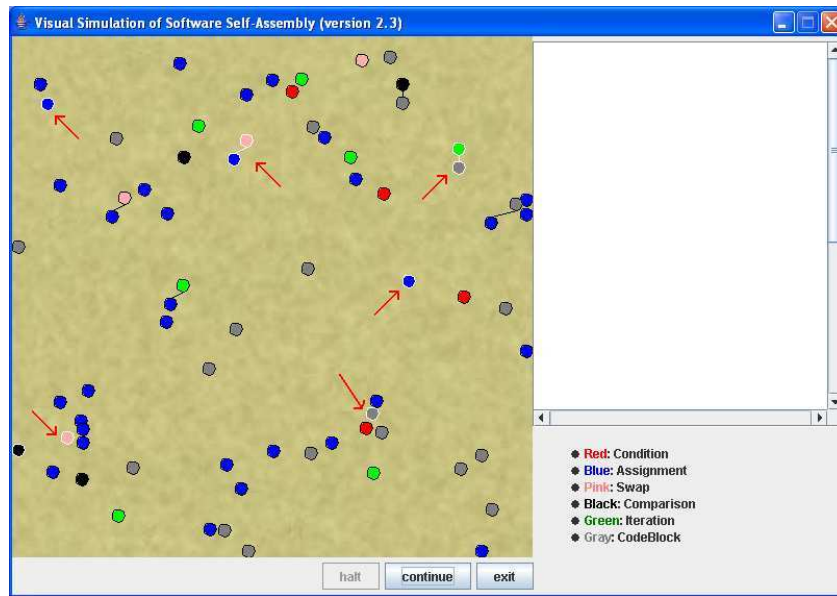 Visual Simulation of Software Self-Assembly (version 2.3)
Red: Condition
Blue: Assignment
Pink: Swap
Black: Comparison
Green: Iteration
Gray: CodeBlock
halt
continue
exit